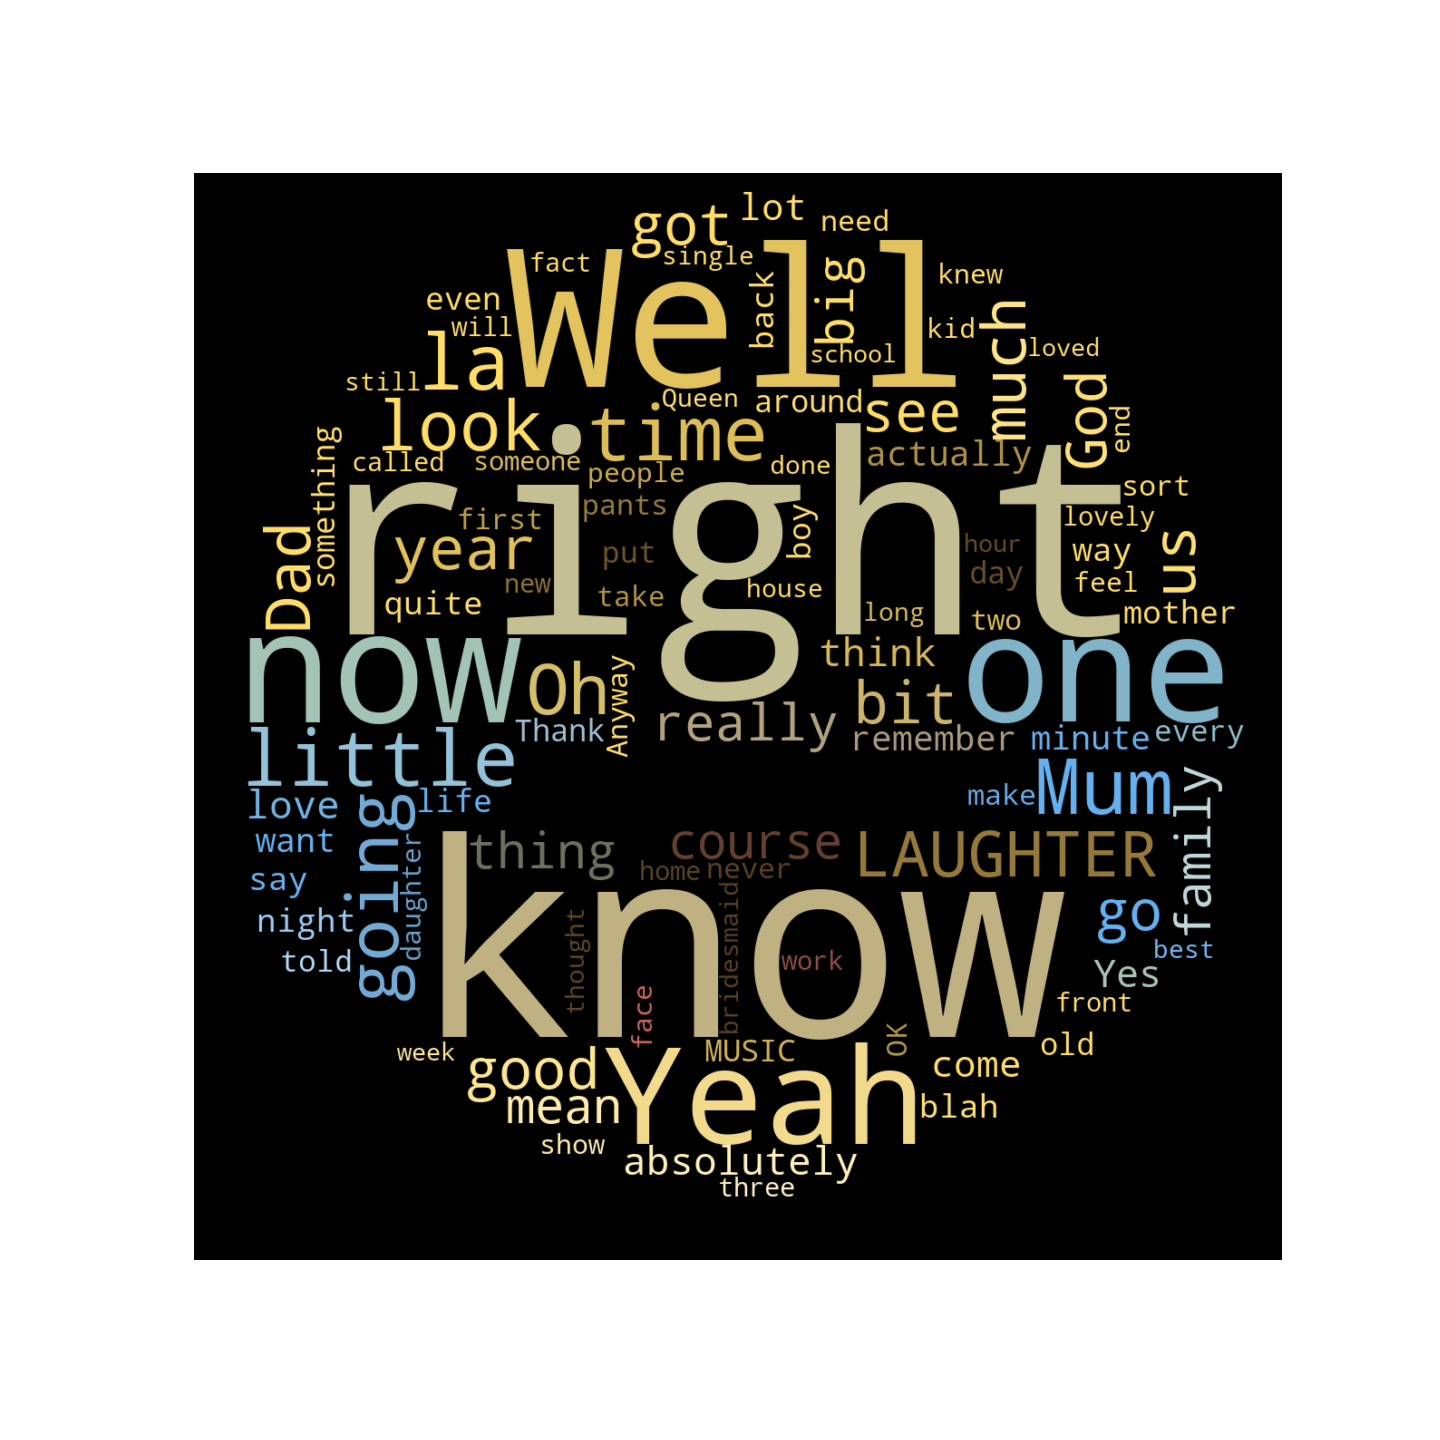 lot
got
need
single
fact
Well
big
back
knew
even
will
kid
much
school
loved
la
still
Queen
around
see
God
look
time
end
actually
something
called
someone
people
done
right
sort
pants
lovely
first
boy
Dad
year
put
hour
way
us
day
feel
new
take
house
quite
long
two
mother
now
one
think
Oh
Anyway
bit
really
Thank
remember
minute
every
little
Mum
family
love
life
make
going
want
daughter
thing
course
LAUGHTER
home
never
say
know
night
go
bridesmaid
thought
work
told
best
Yes
face
front
OK
old
week
MUSIC
good
Yeah
come
mean
blah
show
absolutely
three